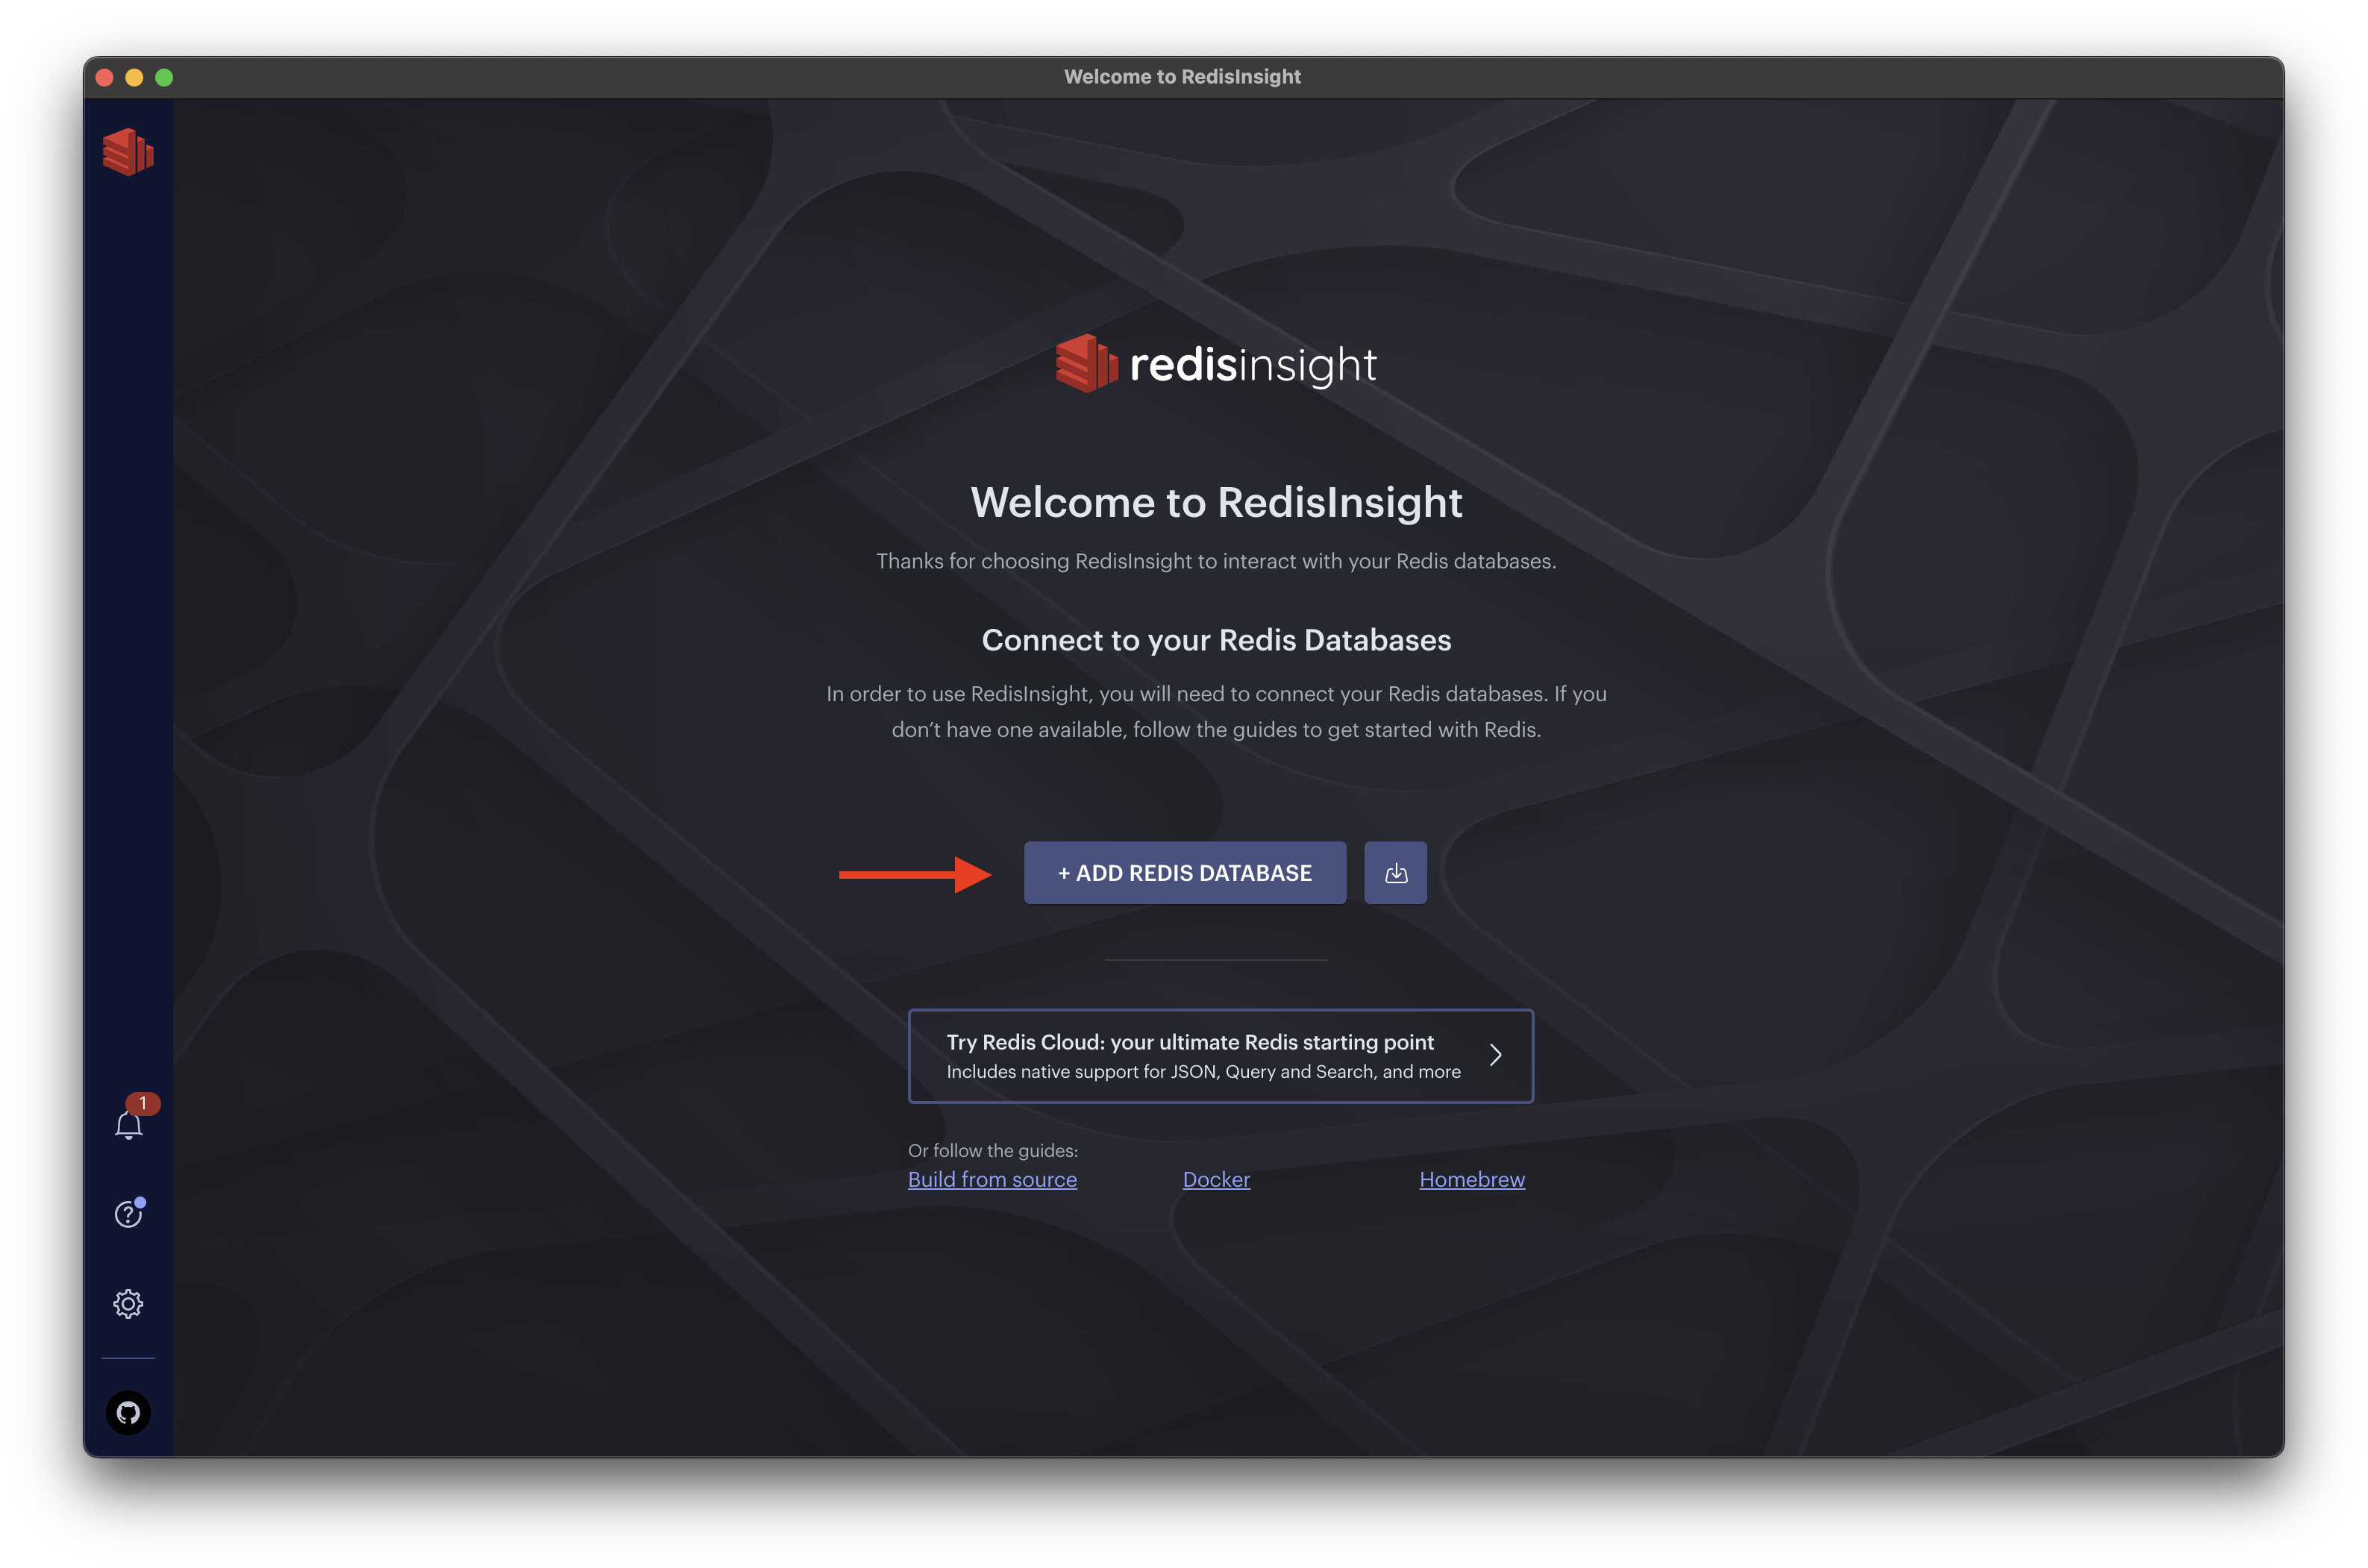 Welcome to RedisInsight
redisinsight
Welcome to RedisInsight
Thanks for choosing RedisInsight to interact with your Redis databases.
Connect to your Redis Databases
In order to use RedisInsight, you will need to connect your Redis databases. If you
don’t have one available, follow the guides to get started with Redis.
+ ADD REDIS DATABASE
Try Redis Cloud: your ultimate Redis starting point
Includes native support for JSON, Query and Search, and more
1
Or follow the guides:
Build from source Docker Homebrew